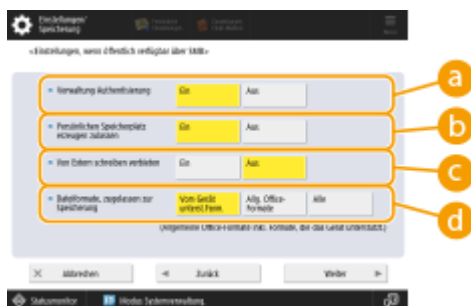 Einstellungen/
Speicherung
<Einstellungen, wenn öffentlich verfügbar über SMB>
Verwaltung Authentisierung
Ein
Aus
a
Persönlichen Speicherplatz
erzeugen zulassen
Ein
Aus
b
Von Extern schreiben verbieten
Ein
Aus
c
Dateiformate, zugelassen zur
Speicherung
Vom Gerät
unterst.Form.
Allg. Office-
Formate
Alle
d
(Allgemeine Office-Formate inkl. Formate, die das Gerät unterstützt.)
Abbrechen
Zurück
Weiter
Statusmonitor
Modus Systemverwaltung.